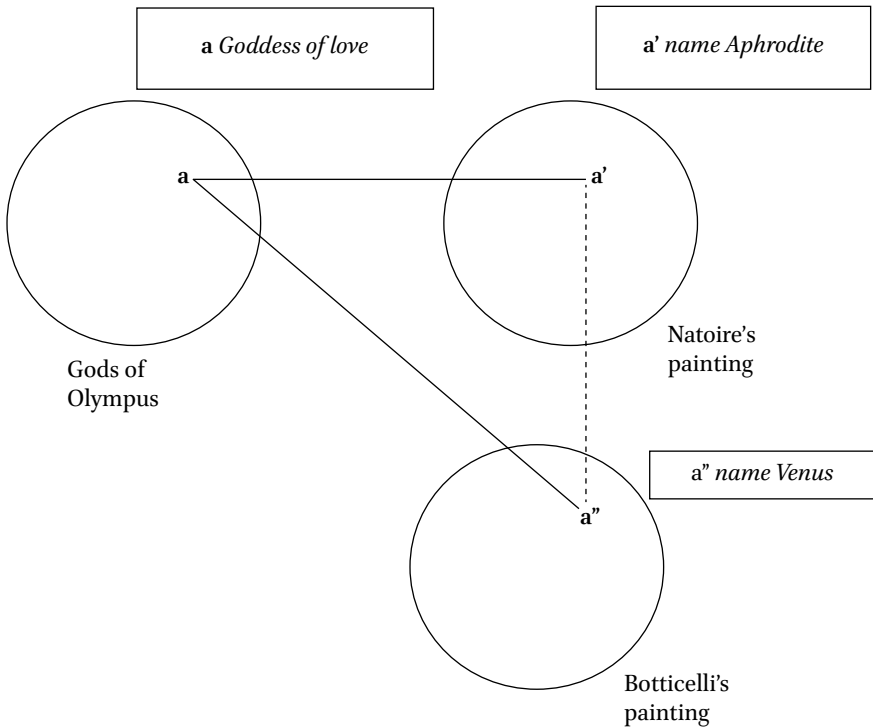 a Goddess of love
a' name Aphrodite
a
a'
Gods of
Olympus
Natoire's
painting
a” name Venus
a”
Botticelli's
painting